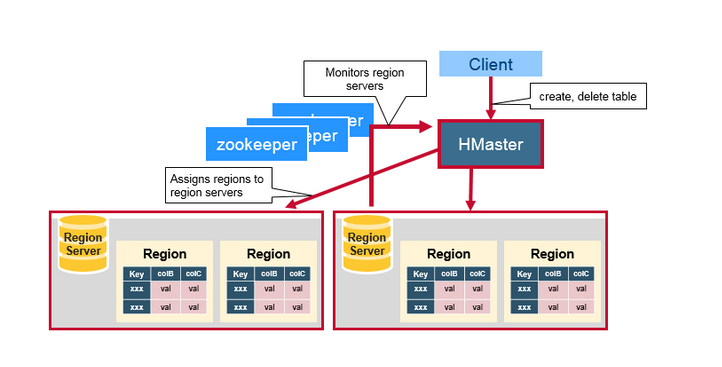 Client
Monitors region
servers
create, delete table
er
eper
zookeeper
HMaster
Assigns regions to
region servers
Region
Server
Region
Key colB colC
xxx val val
xxx val val
Region
Key colB colC
xxx val val
xxx val val
Region
Server
Region
Key colB colC
xxx val val
xxx val val
Region
Key colB colC
xxx val val
xxx val val